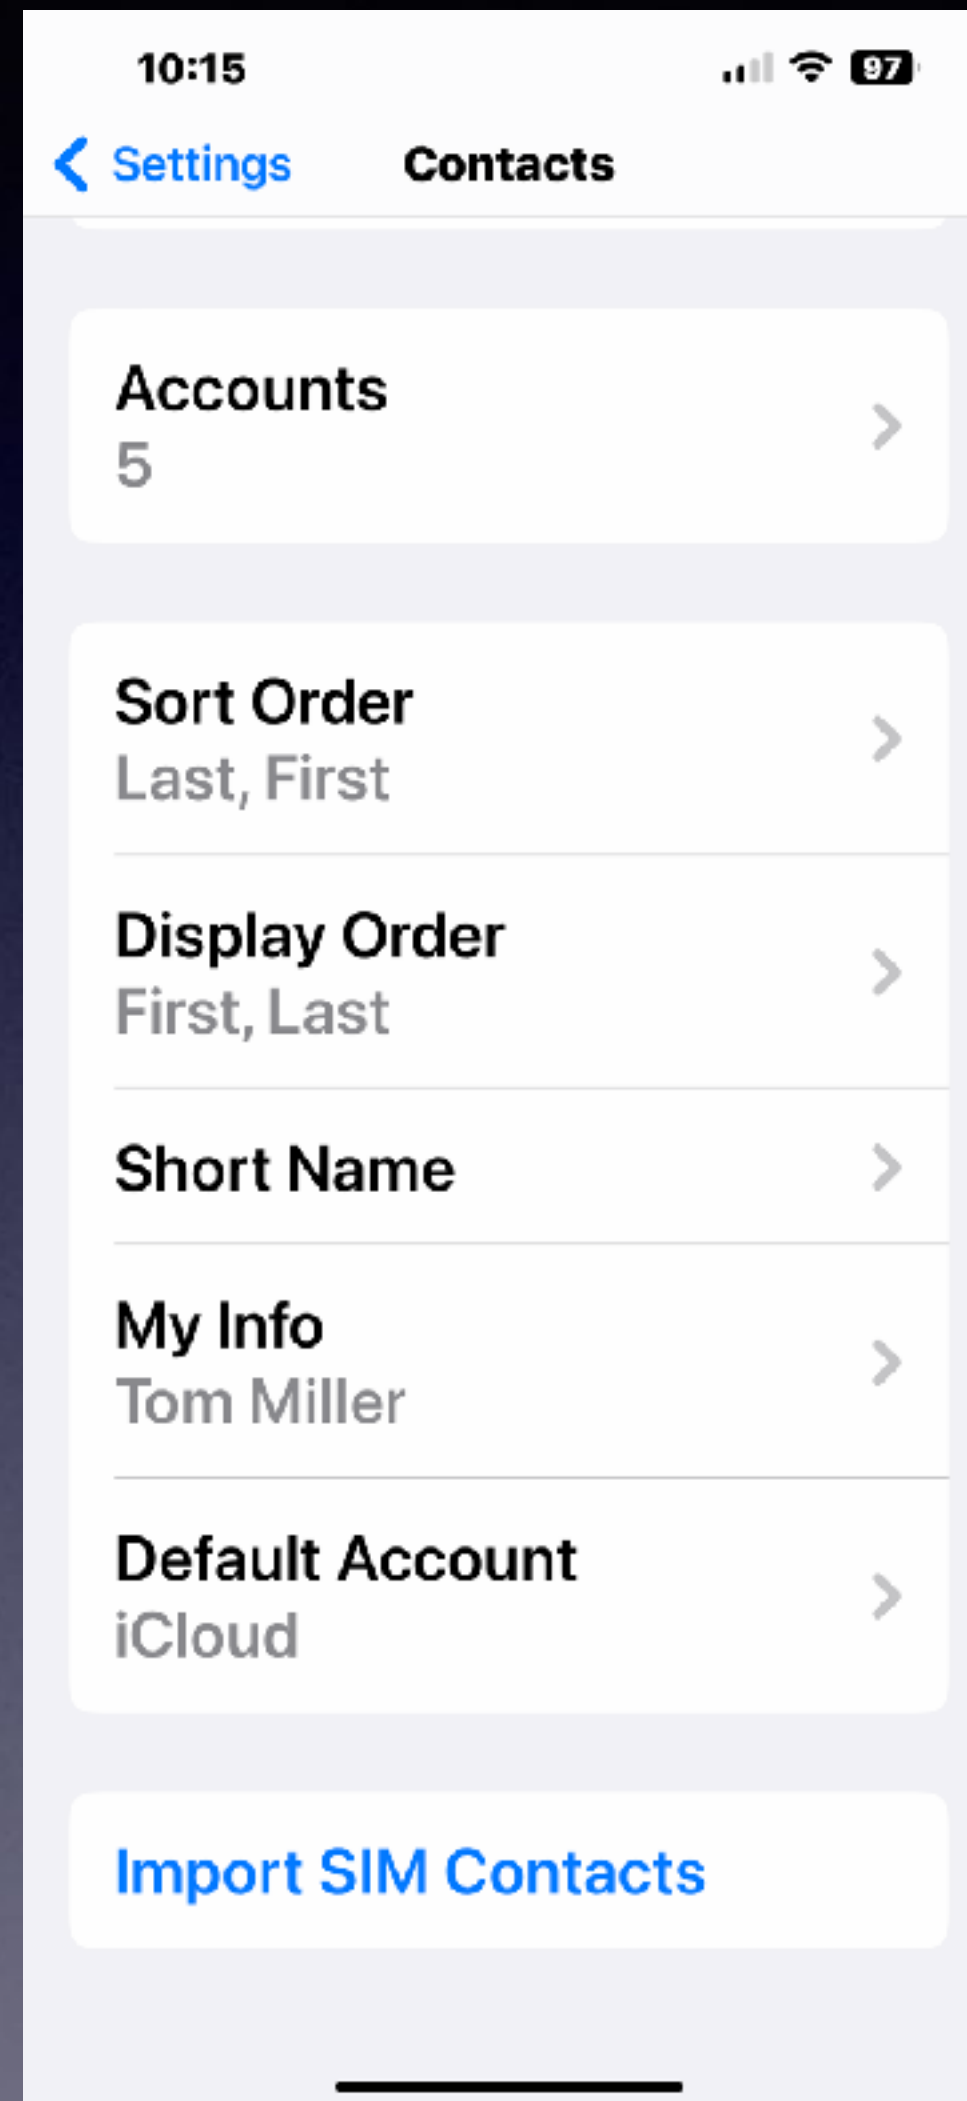 10:15 97
Settings Contacts
Accounts
5
Sort Order
Last, First
Display Order
First, Last
Short Name
My Info
Tom Miller
Default Account
iCloud
Import SIM Contacts